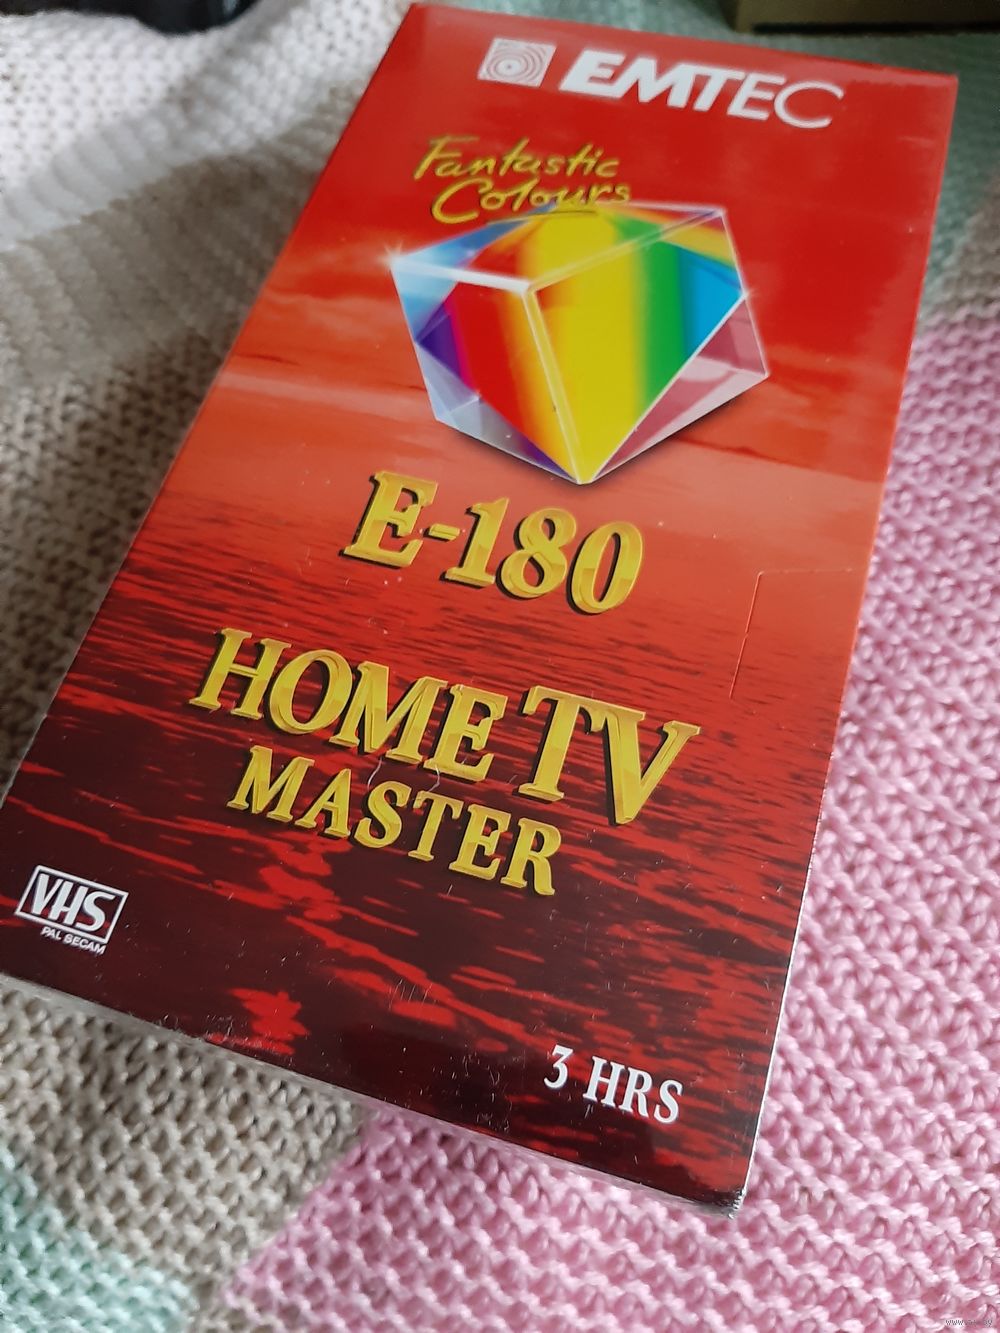 EMTEC
Fantastic
Colours
E-180
HOME TV
MASTER
VHS
PAL SECAM
3 HRS